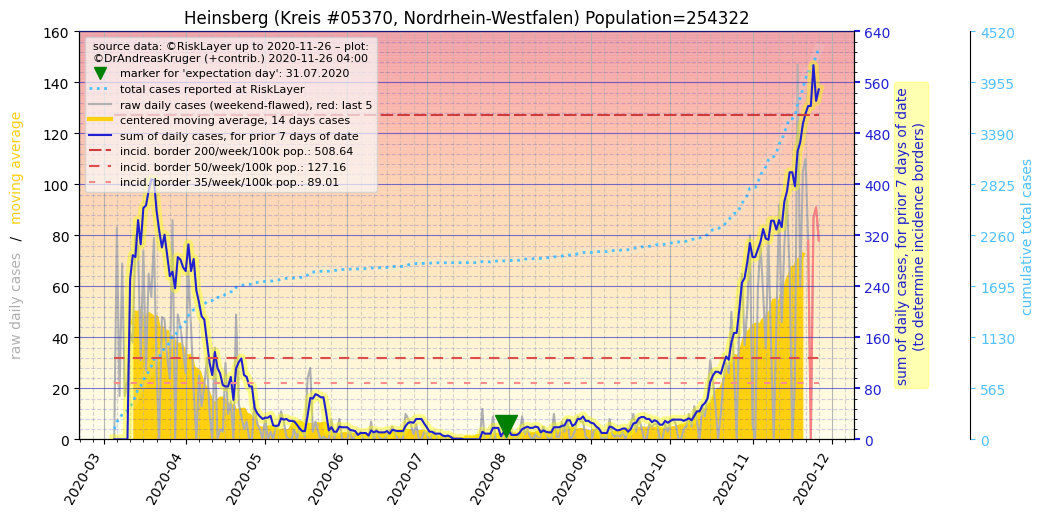 Heinsberg (Kreis #05370, Nordrhein-Westfalen) Population=254322
source data: ©RiskLayer up to 2020-11-26 – plot:
©DrAndreasKruger (+contrib.) 2020-11-26 04:00
marker for 'expectation day': 31.07.2020
total cases reported at RiskLayer
raw daily cases (weekend-flawed), red: last 5
centered moving average, 14 days cases
sum of daily cases, for prior 7 days of date
incid. border 200/week/100k pop.: 508.64
incid. border 50/week/100k pop.: 127.16
incid. border 35/week/100k pop.: 89.01
raw daily cases / moving average
160
140
120
100
80
60
40
20
0
640
560
480
400
320
240
160
80
0
sum of daily cases, for prior 7 days of date
(to determine incidence borders)
4520
3955
3390
2825
2260
1695
1130
565
0
cumulative total cases
2020-03
2020-04
2020-05
2020-06
2020-07
2020-08
2020-09
2020-10
2020-11
2020-12